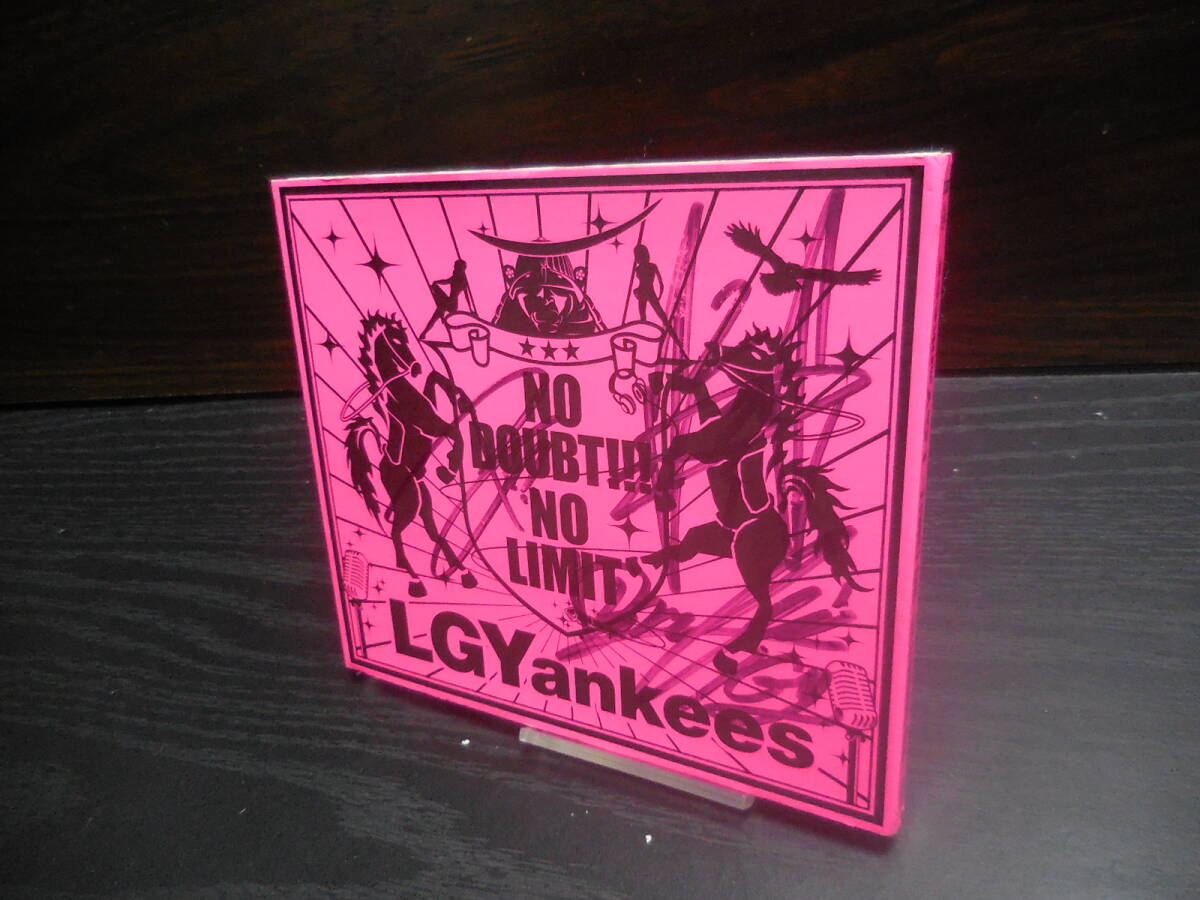 NO
DOUBT!!!
NO
LIMIT
LGYankees